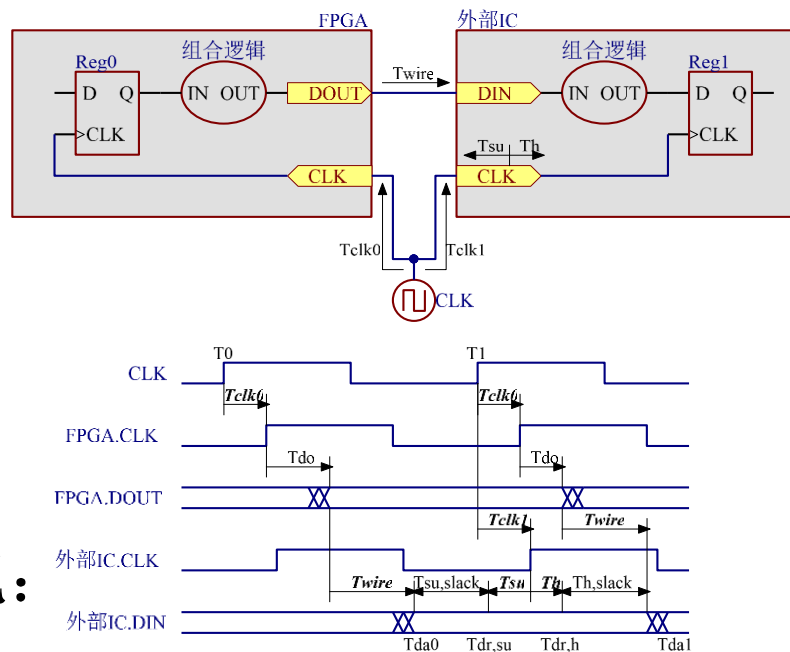 FPGA 外部IC
组合逻辑 组合逻辑
Reg0 Reg1
Twire
D Q IN OUT DOUT DIN IN OUT D Q
>CLK Tsu Th >CLK
CLK CLK
Tclk0 Tclk1
CLK
T0 T1
CLK
Tclk0 Tclk0
FPGA.CLK
Tdo Tdo
FPGA.DOUT
Tclk1 Twire
外部IC.CLK
Twire Tsu,slack Tsu Th Th,slack
外部IC.DIN
Tda0 Tdr,su Tdr,h Tda1